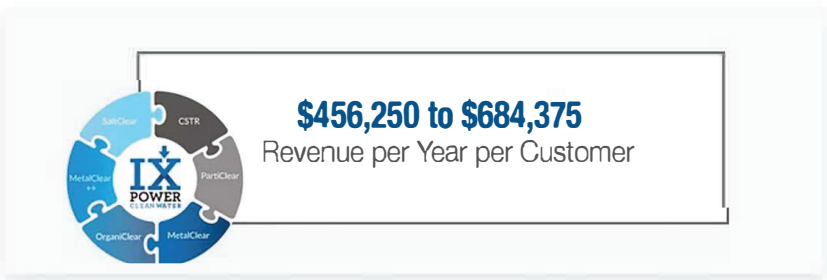 $456,250 to $684,375
Revenue per Year per Customer
SaltClear
CSTR
MetalClear
++
PartiClear
IX
POWER
CLEAN WATER
OrganiClear
MetalClear